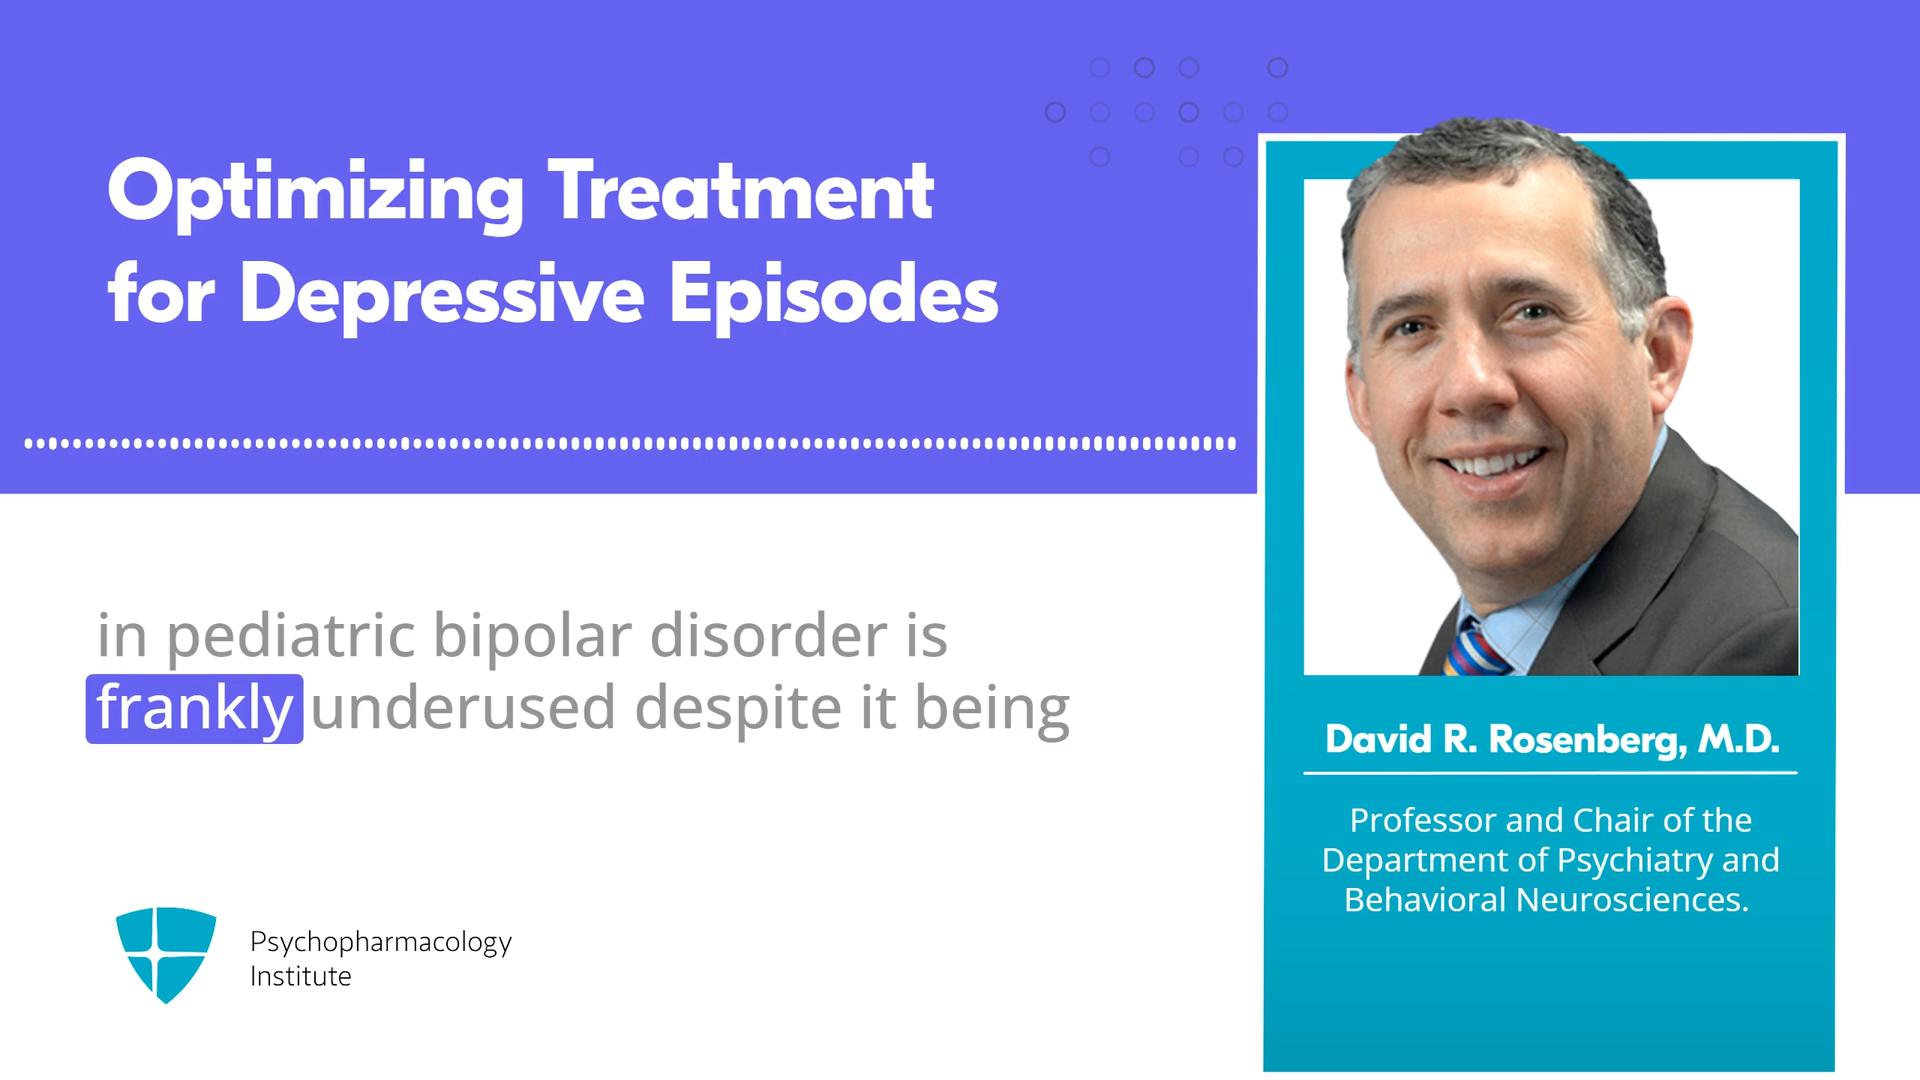 Optimizing Treatment
for Depressive Episodes
in pediatric bipolar disorder is
frankly underused despite it being
Psychopharmacology
Institute
David R. Rosenberg, M.D.
Professor and Chair of the
Department of Psychiatry and
Behavioral Neurosciences.